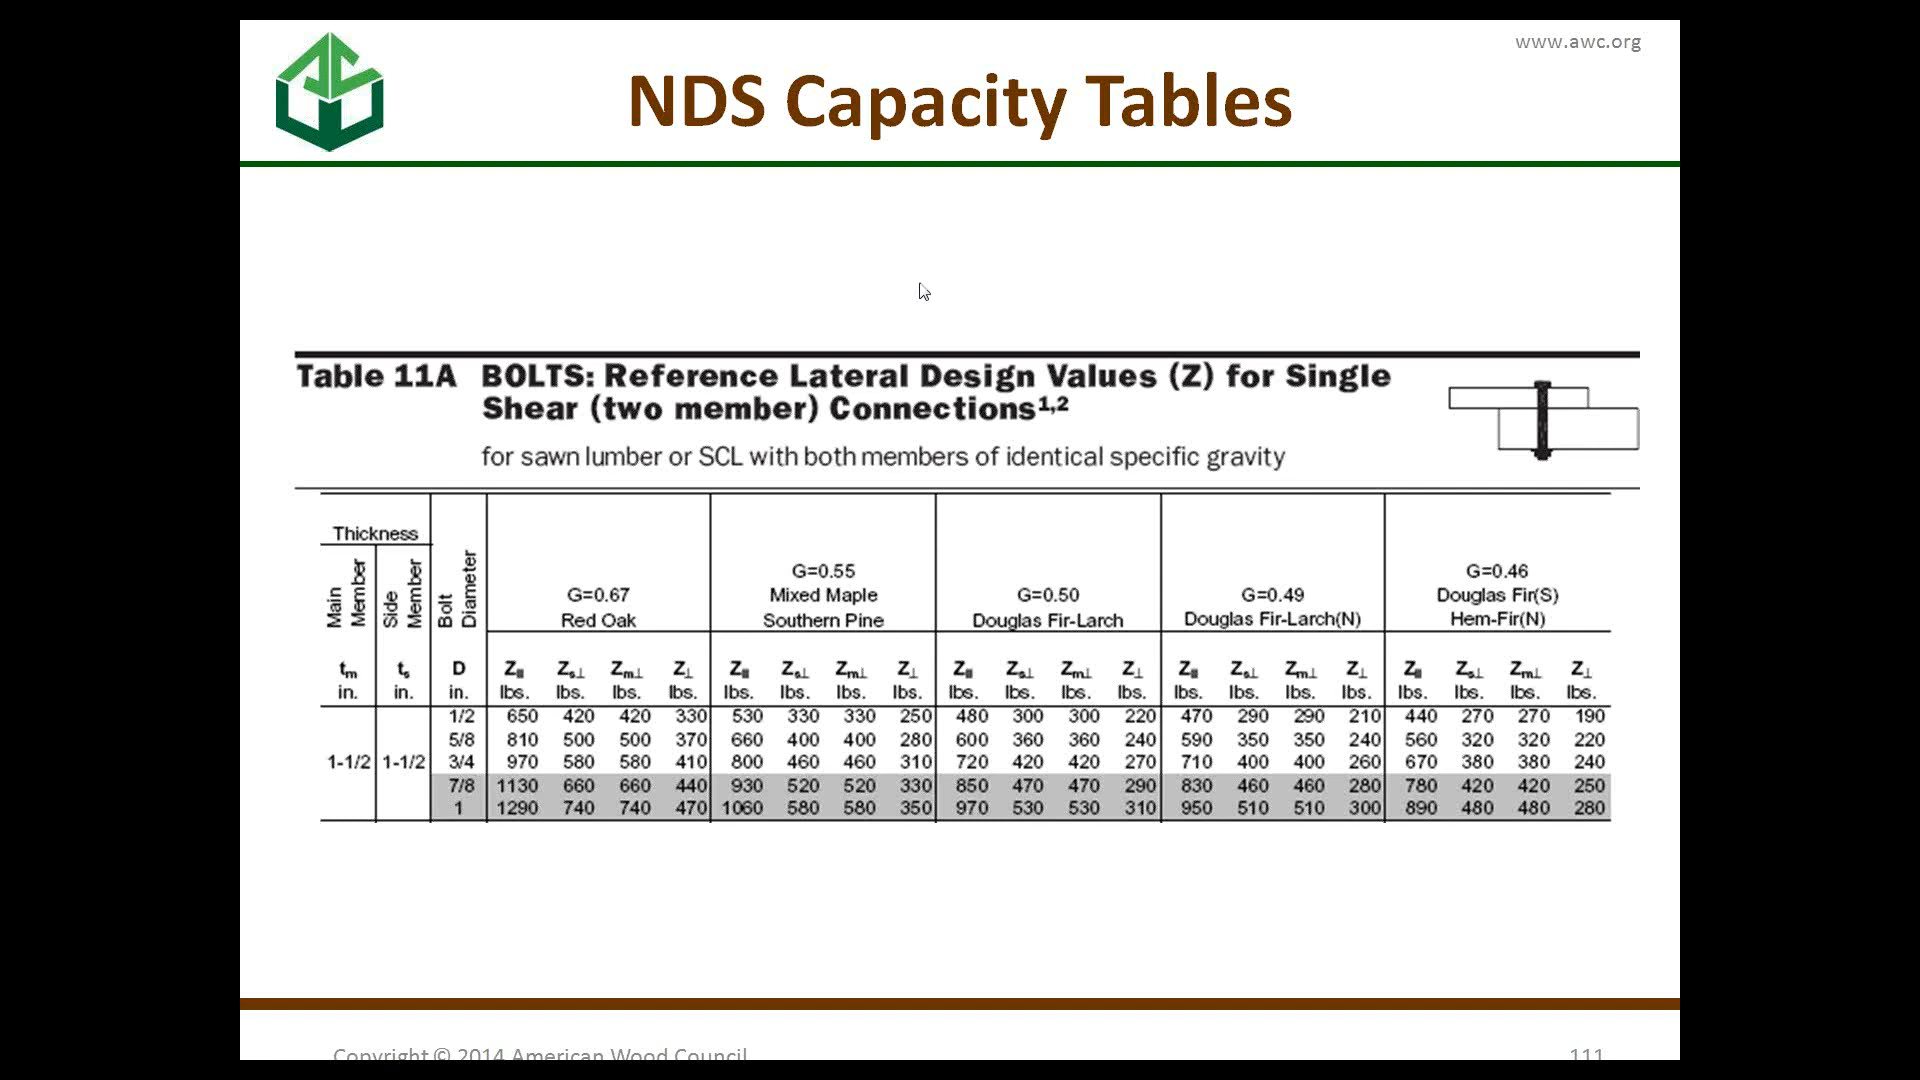 www.awc.org
NDS Capacity Tables
Table 11A BOLTS: Reference Lateral Design Values (Z) for Single
Shear (two member) Connections¹,²
for sawn lumber or SCL with both members of identical specific gravity
Thickness
Main Member
Side Member
Bolt Diameter
G=0.67
Red Oak
G=0.55
Mixed Maple
Southern Pine
G=0.50
Douglas Fir-Larch
G=0.49
Douglas Fir-Larch(N)
G=0.46
Douglas Fir(S)
Hem-Fir(N)
tm ts D Z∥ Zs⊥ Zm⊥ Z⊥ Z∥ Zs⊥ Zm⊥ Z⊥ Z∥ Zs⊥ Zm⊥ Z⊥ Z∥ Zs⊥ Zm⊥ Z⊥ Z∥ Zs⊥ Zm⊥ Z⊥
in. in. in. lbs. lbs. lbs. lbs. lbs. lbs. lbs. lbs. lbs. lbs. lbs. lbs. lbs. lbs. lbs. lbs. lbs. lbs. lbs. lbs.
1/2 650 420 420 330 530 330 330 250 480 300 300 220 470 290 290 210 440 270 270 190
5/8 810 500 500 370 660 400 400 280 600 360 360 240 590 350 350 240 560 320 320 220
1-1/2 1-1/2 3/4 970 580 580 410 800 460 460 310 720 420 420 270 710 400 400 260 670 380 380 240
7/8 1130 660 660 440 930 520 520 330 850 470 470 290 830 460 460 280 780 420 420 250
1 1290 740 740 470 1060 580 580 350 970 530 530 310 950 510 510 300 890 480 480 280
Copyright © 2014 American Wood Council
111